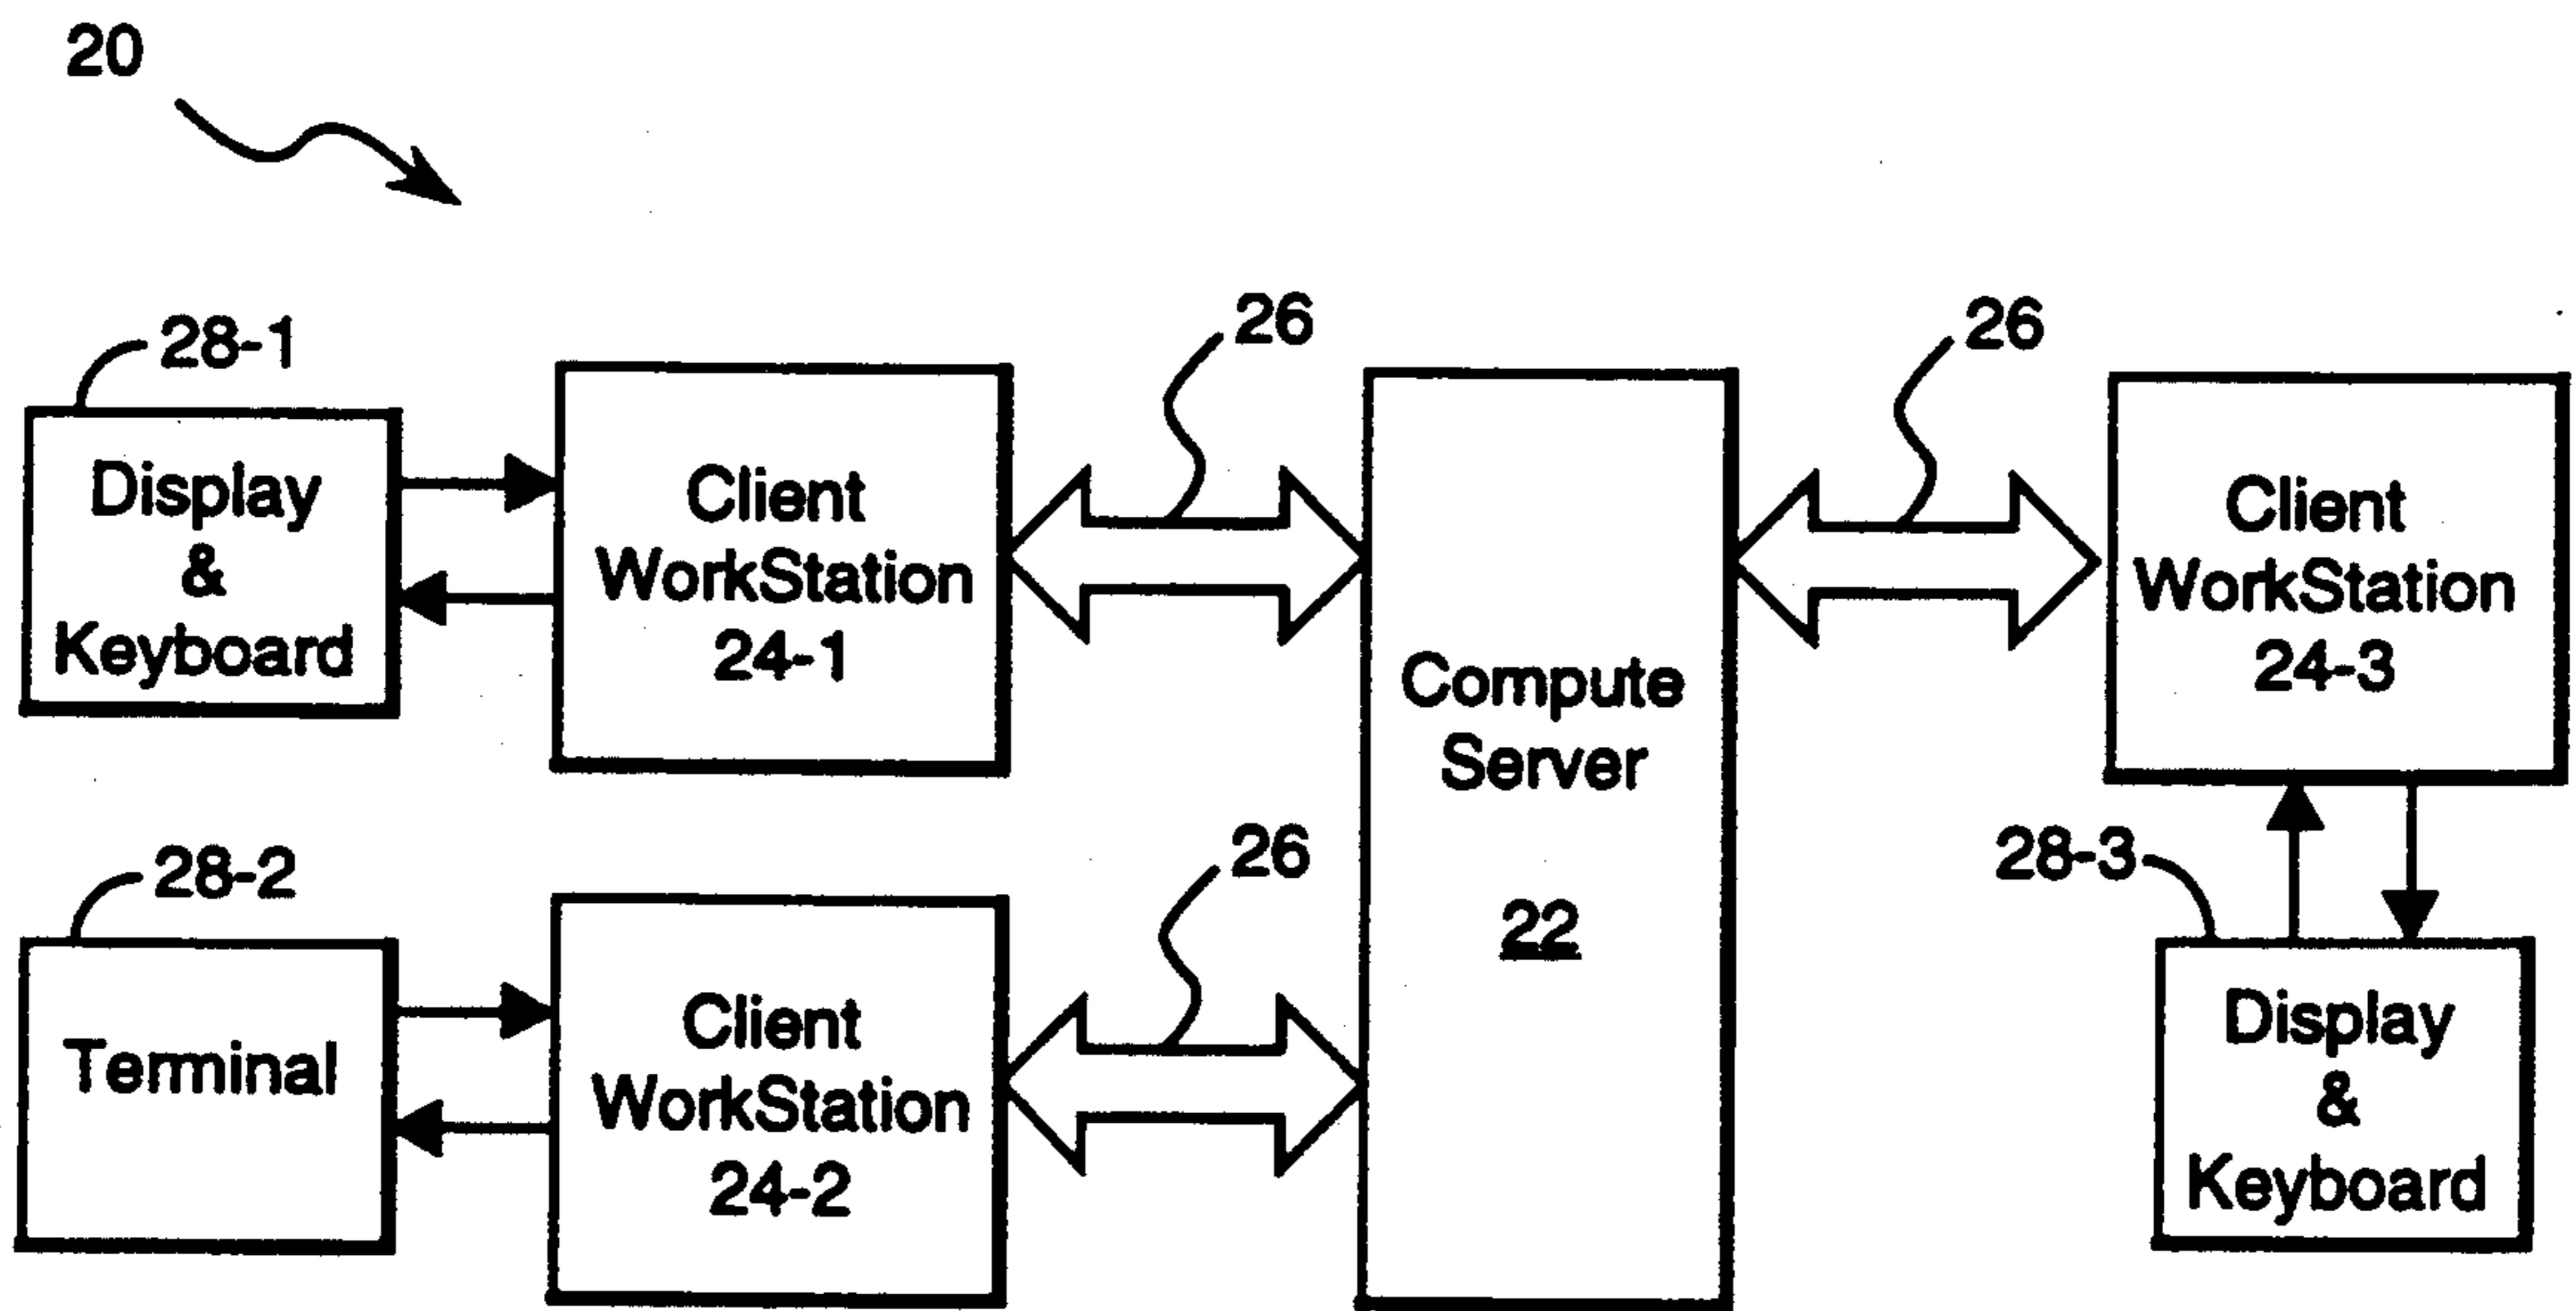 20
28-1
Display
&
Keyboard
Client
WorkStation
24-1
26
Compute
Server
22
26
Client
WorkStation
24-3
28-2
Terminal
Client
WorkStation
24-2
26
28-3
Display
&
Keyboard